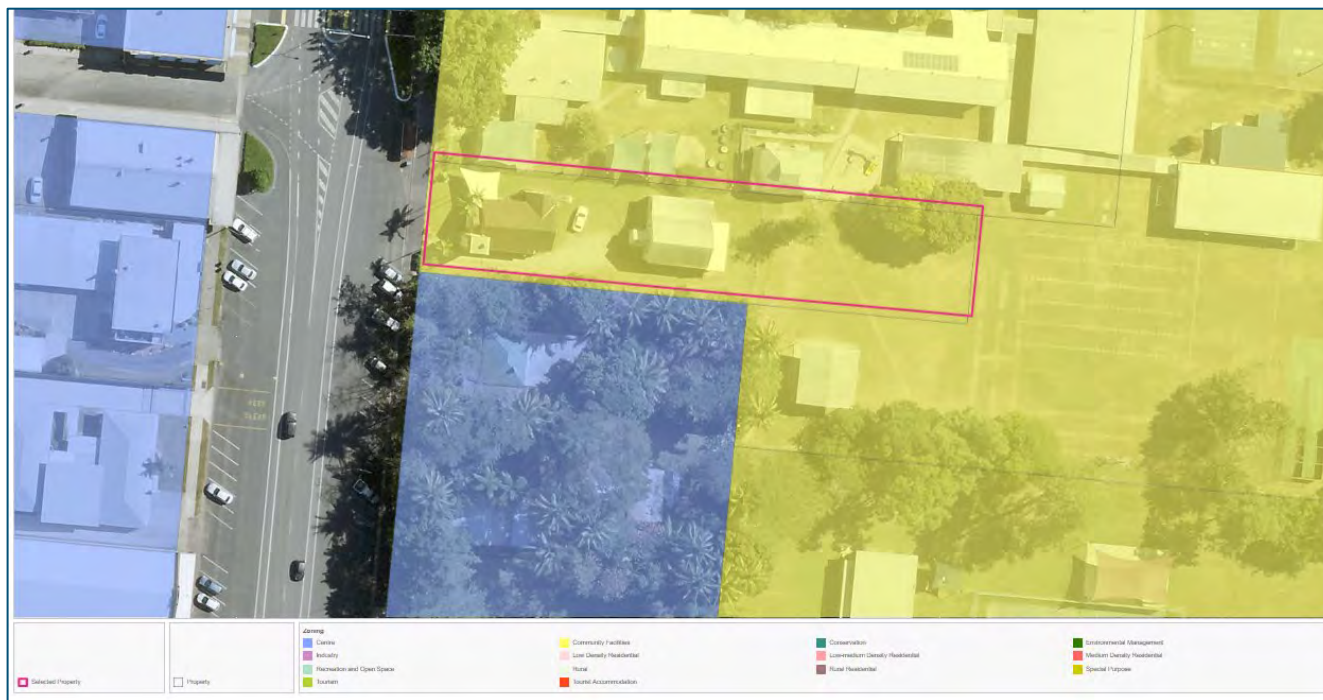 Zoning
Centre
Community Facilities
Conservation
Environmental Management
Industry
Low Density Residential
Low-medium Density Residential
Medium Density Residential
Recreation and Open Space
Rural
Rural Residential
Special Purpose
Selected Property
Property
Tourism
Tourist Accommodation